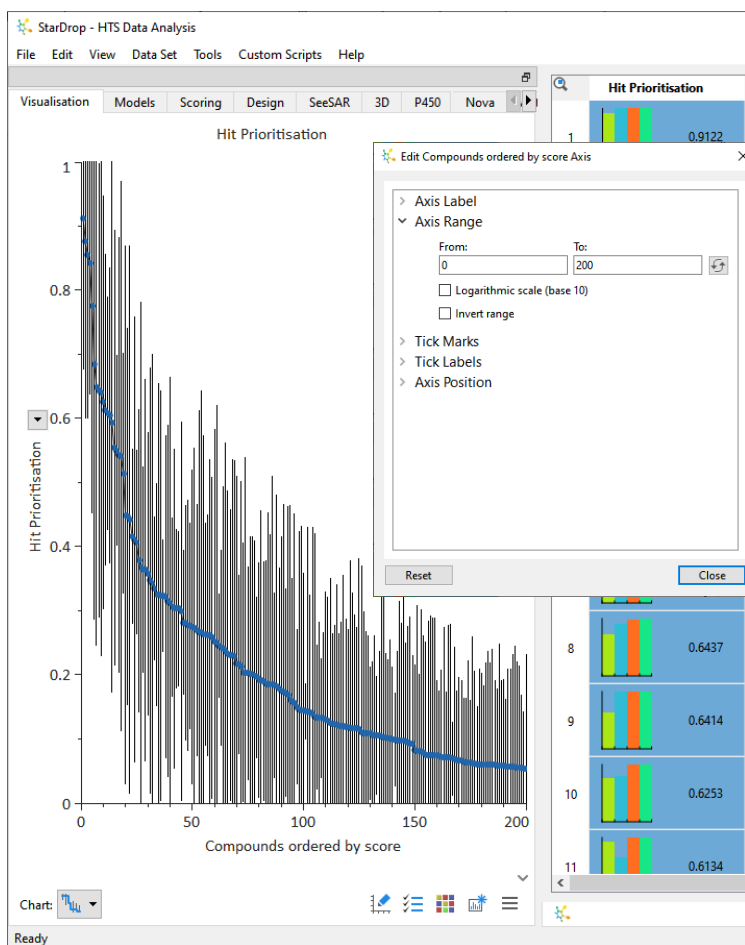 StarDrop - HTS Data Analysis
File Edit View Data Set Tools Custom Scripts Help
Visualisation Models Scoring Design SeeSAR 3D P450 Nova
Hit Prioritisation
Hit Prioritisation
1 0.9122
Edit Compounds ordered by score Axis
Axis Label
Axis Range
From: To:
0 200
Logarithmic scale (base 10)
Invert range
Tick Marks
Tick Labels
Axis Position
Reset Close
1
0.8
0.6
0.4
0.2
0
Hit Prioritisation
0 50 100 150 200
Compounds ordered by score
8 0.6437
9 0.6414
10 0.6253
11 0.6134
Chart:
Ready